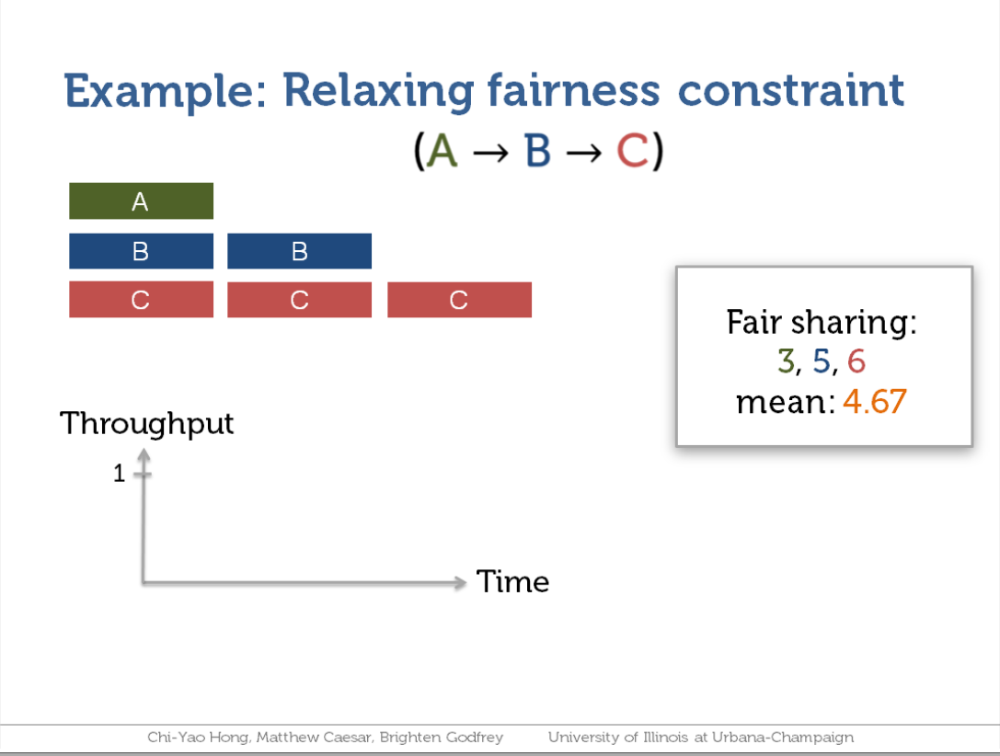 Example: Relaxing fairness constraint
(A → B → C)
A
B B
C C C
Fair sharing:
3, 5, 6
mean: 4.67
Throughput
1
Time
Chi-Yao Hong, Matthew Caesar, Brighten Godfrey University of Illinois at Urbana-Champaign